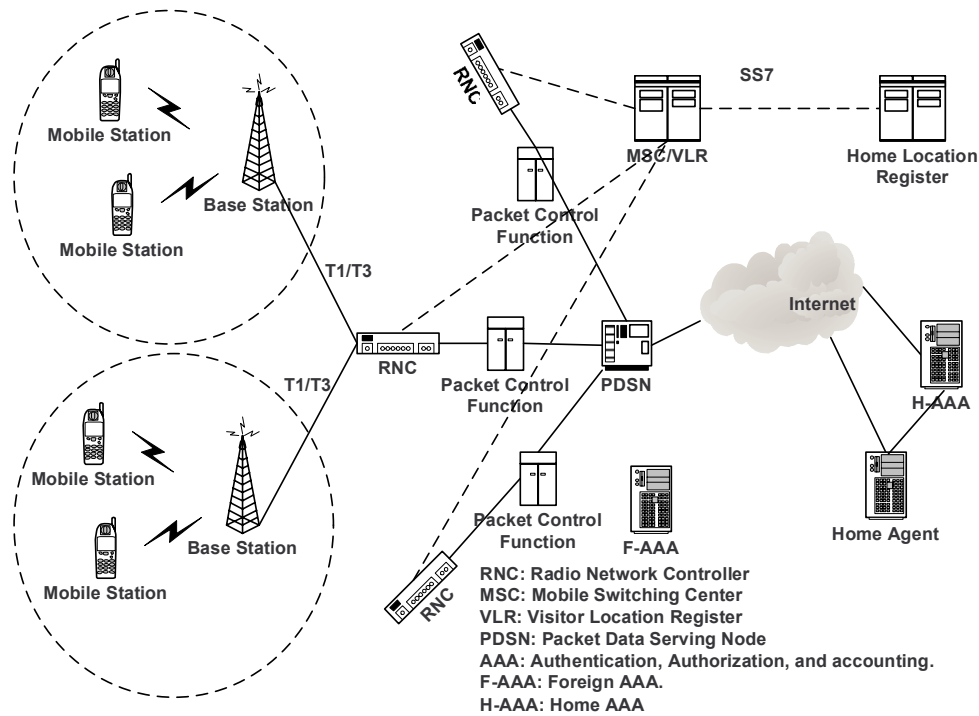 Mobile Station
Mobile Station
Base Station
T1/T3
RNC
MSC/VLR
SS7
Home Location
Register
Packet Control
Function
Internet
RNC
Packet Control
Function
PDSN
H-AAA
T1/T3
Mobile Station
Mobile Station
Base Station
Packet Control
Function
RNC
F-AAA
Home Agent
RNC: Radio Network Controller
MSC: Mobile Switching Center
VLR: Visitor Location Register
PDSN: Packet Data Serving Node
AAA: Authentication, Authorization, and accounting.
F-AAA: Foreign AAA.
H-AAA: Home AAA